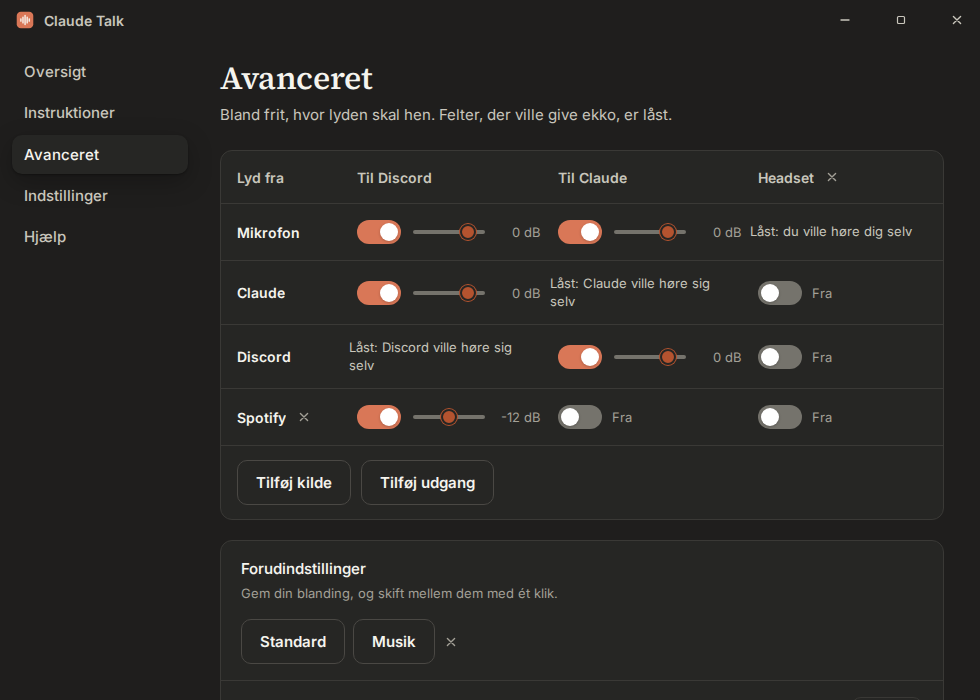 Claude Talk
Oversigt
Instruktioner
Avanceret
Indstillinger
Hjælp
Avanceret
Bland frit, hvor lyden skal hen. Felter, der ville give ekko, er låst.
Lyd fra Til Discord Til Claude Headset
Mikrofon 0 dB 0 dB Låst: du ville høre dig selv
Claude 0 dB Låst: Claude ville høre sig
selv
Fra
Discord Låst: Discord ville høre sig
selv
0 dB Fra
Spotify -12 dB Fra Fra
Tilføj kilde Tilføj udgang
Forudindstillinger
Gem din blanding, og skift mellem dem med ét klik.
Standard Musik